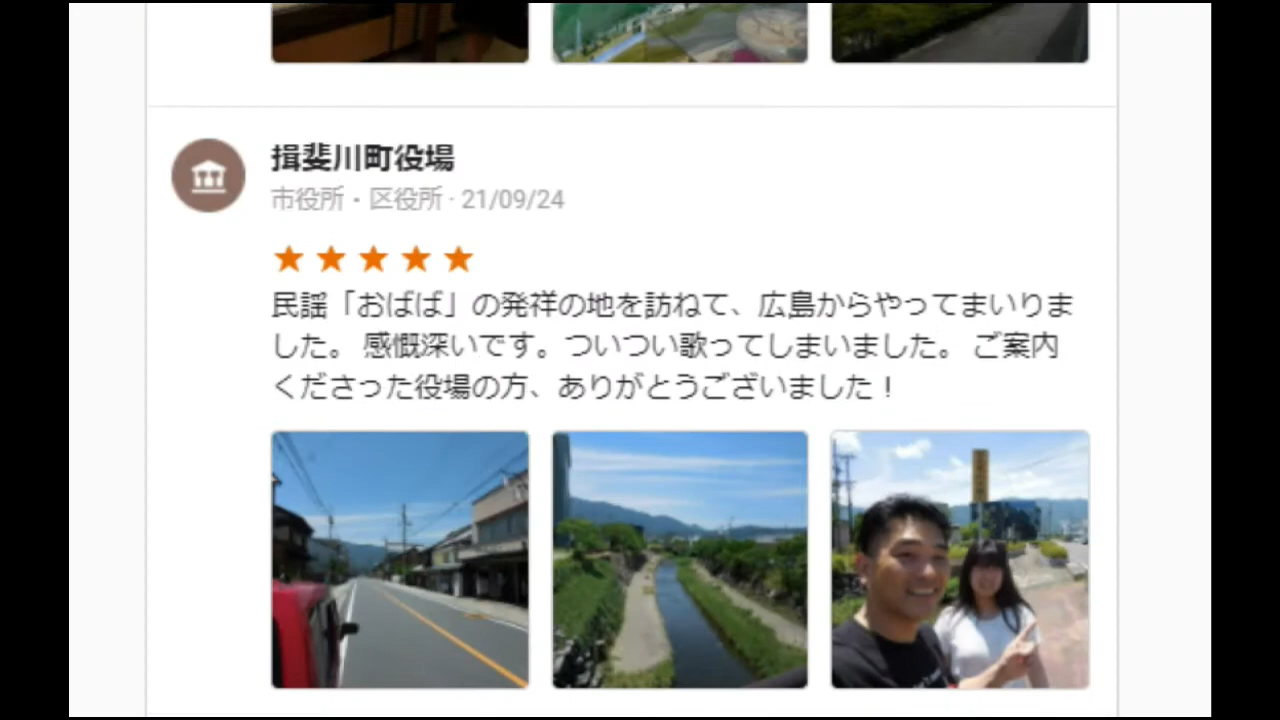 揖斐川町役場
市役所・区役所 · 21/09/24
民謡「おばば」の発祥の地を訪ねて、広島からやってまいりま
した。 感慨深いです。ついつい歌ってしまいました。 ご案内
くださった役場の方、ありがとうございました！